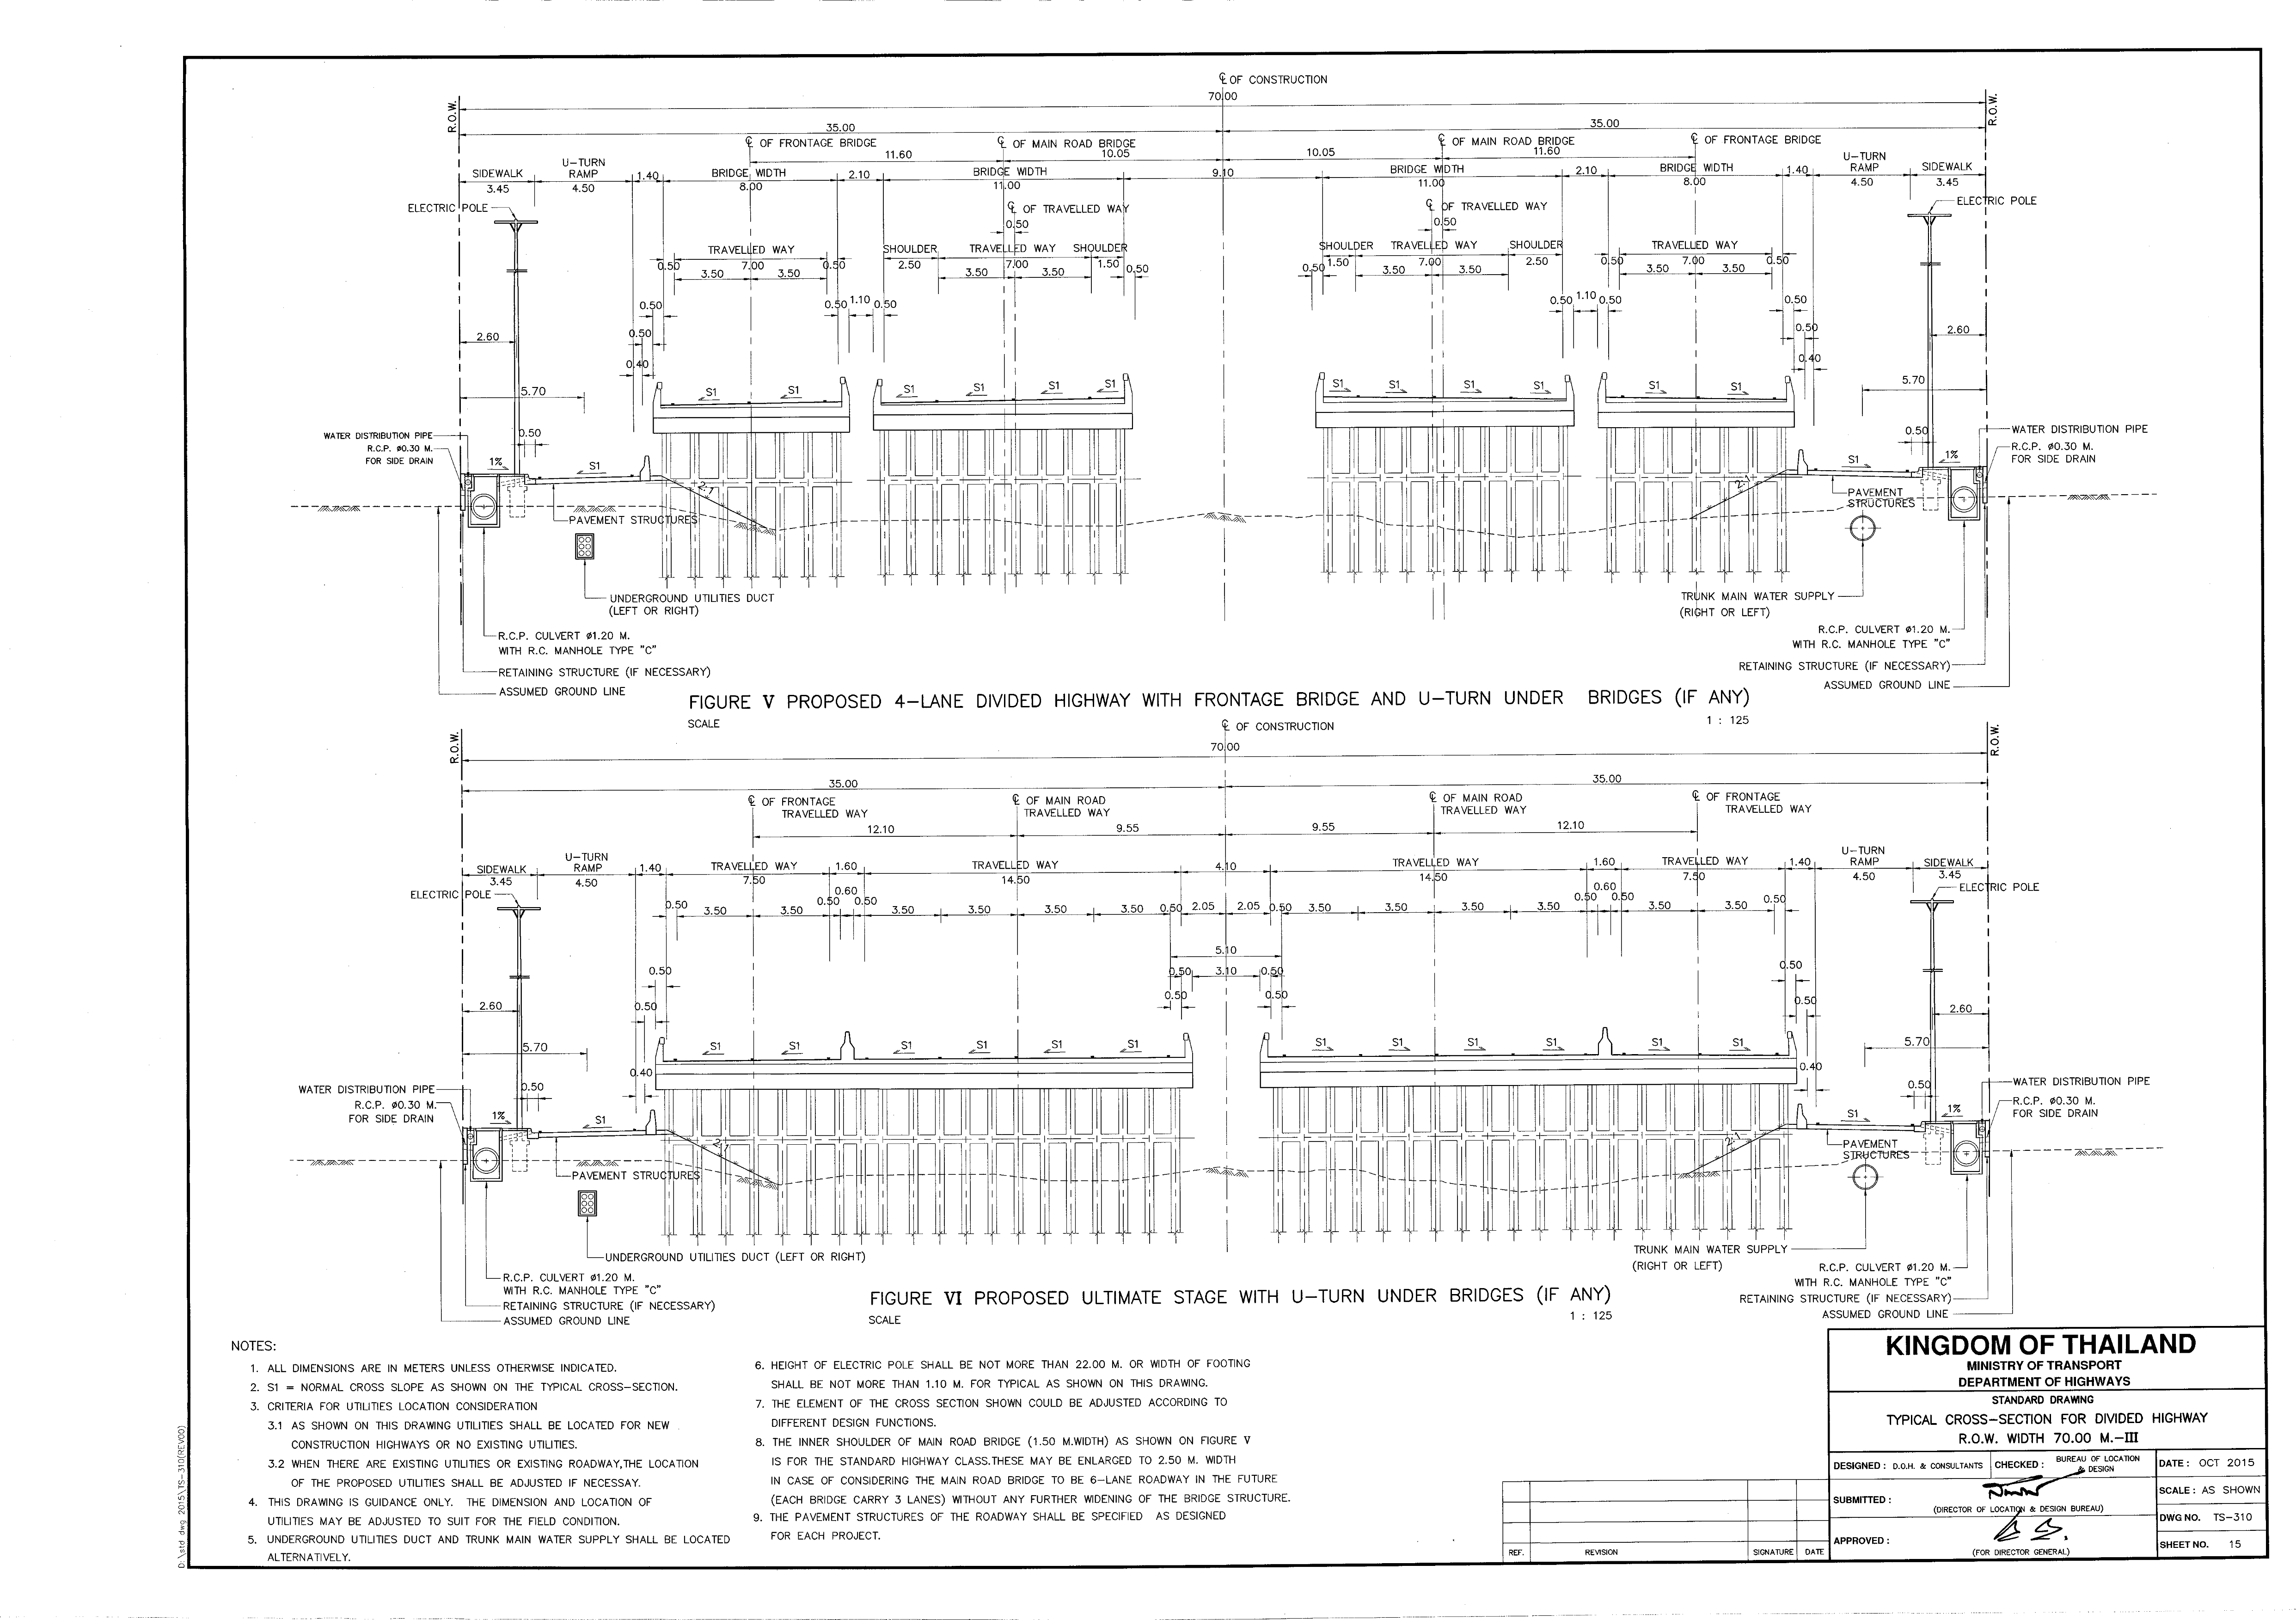 ℄ OF CONSTRUCTION
70.00
R.O.W.
R.O.W.
35.00
35.00
℄ OF FRONTAGE BRIDGE
℄ OF MAIN ROAD BRIDGE
℄ OF MAIN ROAD BRIDGE
℄ OF FRONTAGE BRIDGE
11.60
10.05
10.05
11.60
SIDEWALK
3.45
U-TURN
RAMP
4.50
1.40
BRIDGE WIDTH
8.00
2.10
BRIDGE WIDTH
11.00
9.10
BRIDGE WIDTH
11.00
2.10
BRIDGE WIDTH
8.00
1.40
U-TURN
RAMP
4.50
SIDEWALK
3.45
ELECTRIC POLE
℄ OF TRAVELLED WAY
0.50
℄ OF TRAVELLED WAY
0.50
ELECTRIC POLE
TRAVELLED WAY
0.50 7.00 0.50
3.50 3.50
SHOULDER TRAVELLED WAY SHOULDER
2.50 7.00 1.50 0.50
3.50 3.50
SHOULDER TRAVELLED WAY SHOULDER
0.50 1.50 7.00 2.50
3.50 3.50
TRAVELLED WAY
0.50 7.00 0.50
3.50 3.50
0.50
0.50 1.10 0.50
0.50 1.10 0.50
0.50
2.60
0.50
0.50
2.60
0.40
0.40
5.70
S1 S1 S1 S1 S1 S1
S1 S1 S1 S1 S1 S1
5.70
WATER DISTRIBUTION PIPE
R.C.P. ø0.30 M.
FOR SIDE DRAIN
0.50
1%
S1
2:1
PAVEMENT STRUCTURES
0.50
1%
S1
2:1
PAVEMENT
STRUCTURES
WATER DISTRIBUTION PIPE
R.C.P. ø0.30 M.
FOR SIDE DRAIN
UNDERGROUND UTILITIES DUCT
(LEFT OR RIGHT)
TRUNK MAIN WATER SUPPLY
(RIGHT OR LEFT)
R.C.P. CULVERT ø1.20 M.
WITH R.C. MANHOLE TYPE "C"
RETAINING STRUCTURE (IF NECESSARY)
ASSUMED GROUND LINE
R.C.P. CULVERT ø1.20 M.
WITH R.C. MANHOLE TYPE "C"
RETAINING STRUCTURE (IF NECESSARY)
ASSUMED GROUND LINE
FIGURE V PROPOSED 4-LANE DIVIDED HIGHWAY WITH FRONTAGE BRIDGE AND U-TURN UNDER BRIDGES (IF ANY)
SCALE 1 : 125
℄ OF CONSTRUCTION
70.00
R.O.W.
R.O.W.
35.00
35.00
℄ OF FRONTAGE
TRAVELLED WAY
℄ OF MAIN ROAD
TRAVELLED WAY
℄ OF MAIN ROAD
TRAVELLED WAY
℄ OF FRONTAGE
TRAVELLED WAY
12.10
9.55
9.55
12.10
SIDEWALK
3.45
U-TURN
RAMP
4.50
1.40
TRAVELLED WAY
7.50
1.60
TRAVELLED WAY
14.50
4.10
TRAVELLED WAY
14.50
1.60
TRAVELLED WAY
7.50
1.40
U-TURN
RAMP
4.50
SIDEWALK
3.45
ELECTRIC POLE
ELECTRIC POLE
0.60
0.60
0.50 3.50 3.50 0.50 0.50 3.50 3.50 3.50 3.50 0.50 2.05 2.05 0.50 3.50 3.50 3.50 3.50 0.50 0.50 3.50 3.50 0.50
5.10
0.50
0.50 3.10 0.50
0.50
0.50 0.50
2.60
0.50
0.50
2.60
5.70
S1 S1 S1 S1 S1 S1
S1 S1 S1 S1 S1 S1
5.70
0.40
0.40
WATER DISTRIBUTION PIPE
R.C.P. ø0.30 M.
FOR SIDE DRAIN
0.50
1%
S1
2:1
PAVEMENT STRUCTURES
0.50
1%
S1
2:1
PAVEMENT
STRUCTURES
WATER DISTRIBUTION PIPE
R.C.P. ø0.30 M.
FOR SIDE DRAIN
UNDERGROUND UTILITIES DUCT (LEFT OR RIGHT)
TRUNK MAIN WATER SUPPLY
(RIGHT OR LEFT)
R.C.P. CULVERT ø1.20 M.
WITH R.C. MANHOLE TYPE "C"
RETAINING STRUCTURE (IF NECESSARY)
ASSUMED GROUND LINE
R.C.P. CULVERT ø1.20 M.
WITH R.C. MANHOLE TYPE "C"
RETAINING STRUCTURE (IF NECESSARY)
ASSUMED GROUND LINE
FIGURE VI PROPOSED ULTIMATE STAGE WITH U-TURN UNDER BRIDGES (IF ANY)
SCALE 1 : 125
NOTES:
1. ALL DIMENSIONS ARE IN METERS UNLESS OTHERWISE INDICATED.
2. S1 = NORMAL CROSS SLOPE AS SHOWN ON THE TYPICAL CROSS-SECTION.
3. CRITERIA FOR UTILITIES LOCATION CONSIDERATION
3.1 AS SHOWN ON THIS DRAWING UTILITIES SHALL BE LOCATED FOR NEW
CONSTRUCTION HIGHWAYS OR NO EXISTING UTILITIES.
3.2 WHEN THERE ARE EXISTING UTILITIES OR EXISTING ROADWAY,THE LOCATION
OF THE PROPOSED UTILITIES SHALL BE ADJUSTED IF NECESSAY.
4. THIS DRAWING IS GUIDANCE ONLY. THE DIMENSION AND LOCATION OF
UTILITIES MAY BE ADJUSTED TO SUIT FOR THE FIELD CONDITION.
5. UNDERGROUND UTILITIES DUCT AND TRUNK MAIN WATER SUPPLY SHALL BE LOCATED
ALTERNATIVELY.
6. HEIGHT OF ELECTRIC POLE SHALL BE NOT MORE THAN 22.00 M. OR WIDTH OF FOOTING
SHALL BE NOT MORE THAN 1.10 M. FOR TYPICAL AS SHOWN ON THIS DRAWING.
7. THE ELEMENT OF THE CROSS SECTION SHOWN COULD BE ADJUSTED ACCORDING TO
DIFFERENT DESIGN FUNCTIONS.
8. THE INNER SHOULDER OF MAIN ROAD BRIDGE (1.50 M.WIDTH) AS SHOWN ON FIGURE V
IS FOR THE STANDARD HIGHWAY CLASS.THESE MAY BE ENLARGED TO 2.50 M. WIDTH
IN CASE OF CONSIDERING THE MAIN ROAD BRIDGE TO BE 6-LANE ROADWAY IN THE FUTURE
(EACH BRIDGE CARRY 3 LANES) WITHOUT ANY FURTHER WIDENING OF THE BRIDGE STRUCTURE.
9. THE PAVEMENT STRUCTURES OF THE ROADWAY SHALL BE SPECIFIED AS DESIGNED
FOR EACH PROJECT.
D:\std dwg 2015\TS-310(REV00)
REF. REVISION SIGNATURE DATE
KINGDOM OF THAILAND
MINISTRY OF TRANSPORT
DEPARTMENT OF HIGHWAYS
STANDARD DRAWING
TYPICAL CROSS-SECTION FOR DIVIDED HIGHWAY
R.O.W. WIDTH 70.00 M.-III
DESIGNED : D.O.H. & CONSULTANTS
CHECKED : BUREAU OF LOCATION
& DESIGN
DATE : OCT 2015
SUBMITTED :
(DIRECTOR OF LOCATION & DESIGN BUREAU)
SCALE : AS SHOWN
DWG NO. TS-310
APPROVED :
(FOR DIRECTOR GENERAL)
SHEET NO. 15